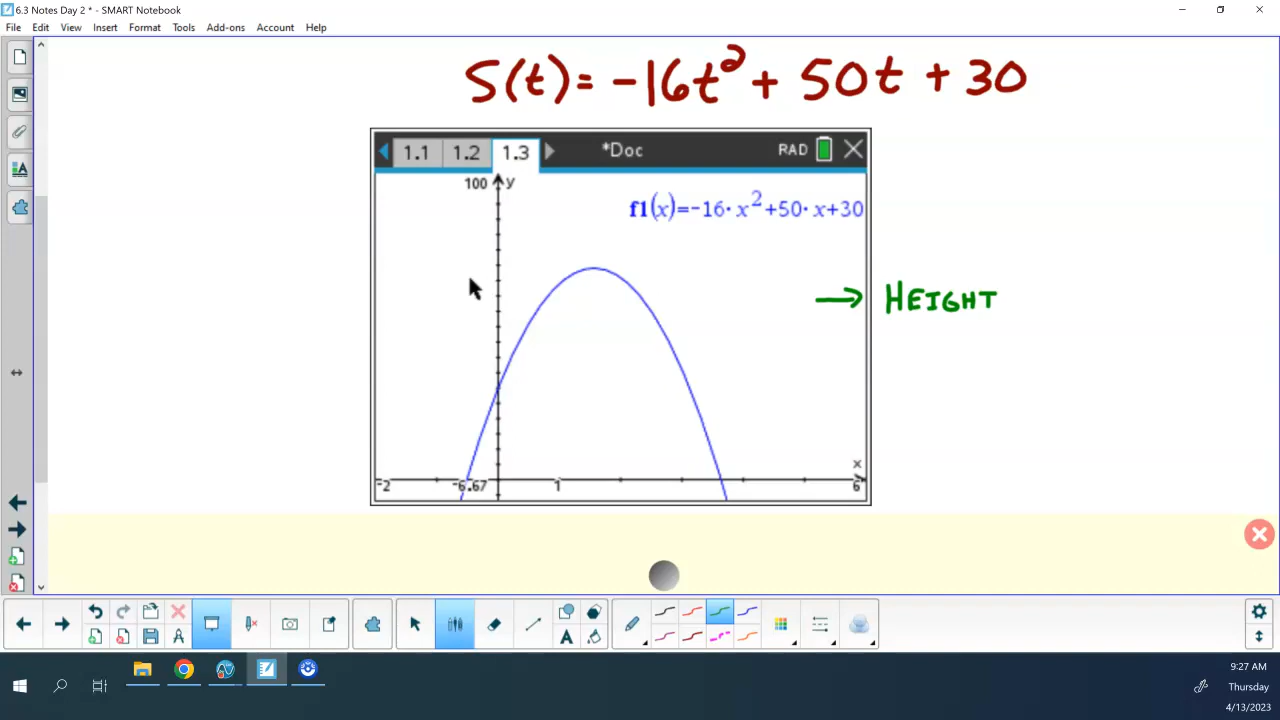 6.3 Notes Day 2 * - SMART Notebook
File Edit View Insert Format Tools Add-ons Account Help
S(t) = -16t² + 50t + 30
1.1 1.2 1.3 *Doc RAD
100 y
f1(x)=-16·x²+50·x+30
→ HEIGHT
x
-2 -6.67 1 6
A
9:27 AM
Thursday
4/13/2023